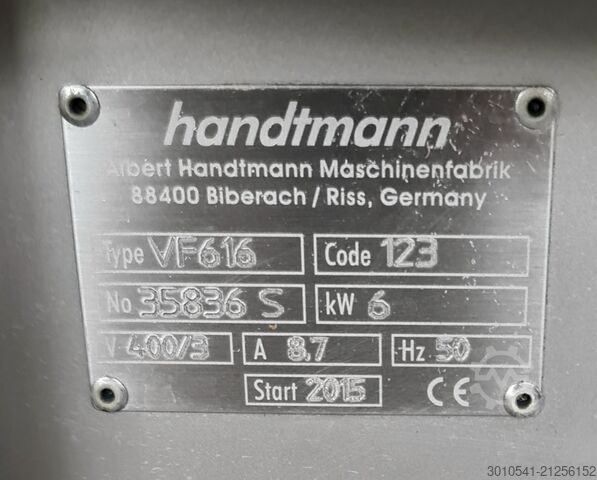 handtmann
Albert Handtmann Maschinenfabrik
88400 Biberach / Riss, Germany
Type VF616 Code 123
No 35836 S kW 6
V 400/3 A 8.7 Hz 50
Start 2015 CE
3010541-21256152